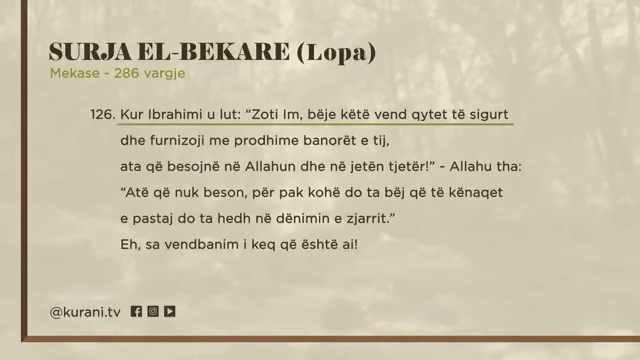 SURJA EL-BEKARE (Lopa)
Mekase - 286 vargje
126. Kur Ibrahimi u lut: “Zoti Im, bëje këtë vend qytet të sigurt
dhe furnizoji me prodhime banorët e tij,
ata që besojnë në Allahun dhe në jetën tjetër!” - Allahu tha:
“Atë që nuk beson, për pak kohë do ta bëj që të kënaqet
e pastaj do ta hedh në dënimin e zjarrit.”
Eh, sa vendbanim i keq që është ai!
@kurani.tv